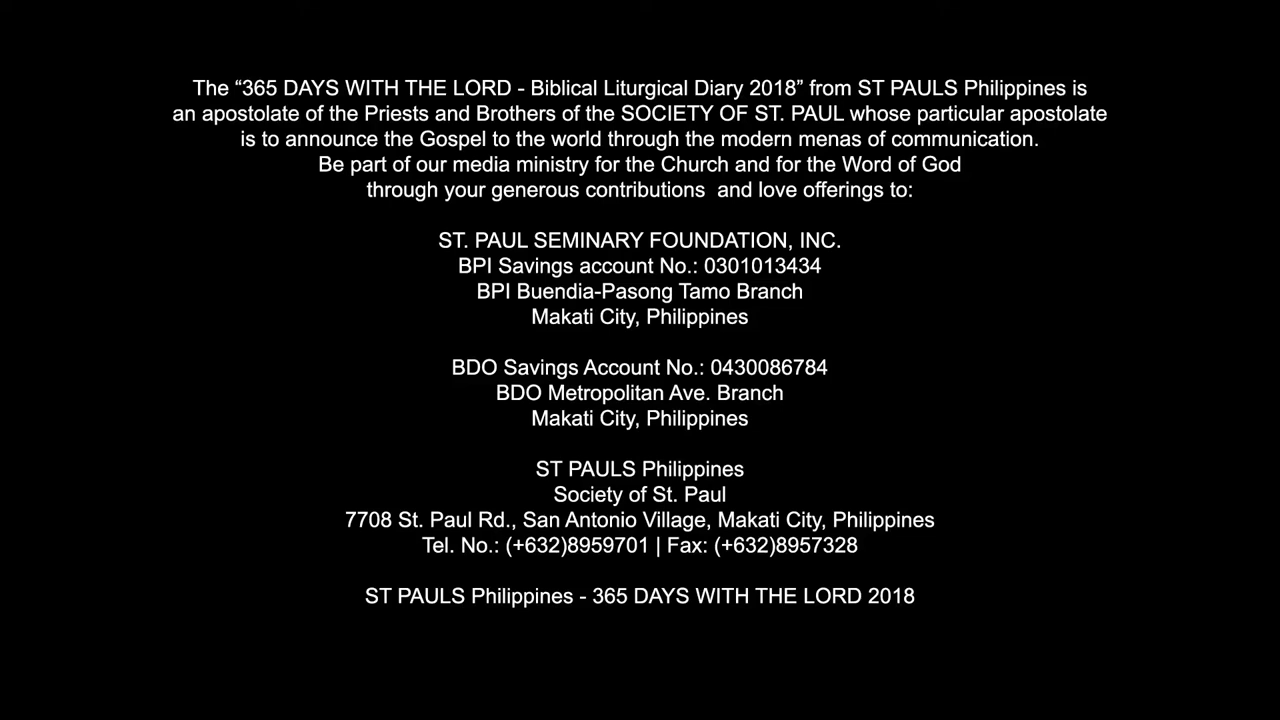 The “365 DAYS WITH THE LORD - Biblical Liturgical Diary 2018” from ST PAULS Philippines is
an apostolate of the Priests and Brothers of the SOCIETY OF ST. PAUL whose particular apostolate
is to announce the Gospel to the world through the modern menas of communication.
Be part of our media ministry for the Church and for the Word of God
through your generous contributions  and love offerings to:
ST. PAUL SEMINARY FOUNDATION, INC.
BPI Savings account No.: 0301013434
BPI Buendia-Pasong Tamo Branch
Makati City, Philippines
BDO Savings Account No.: 0430086784
BDO Metropolitan Ave. Branch
Makati City, Philippines
ST PAULS Philippines
Society of St. Paul
7708 St. Paul Rd., San Antonio Village, Makati City, Philippines
Tel. No.: (+632)8959701 | Fax: (+632)8957328
ST PAULS Philippines - 365 DAYS WITH THE LORD 2018